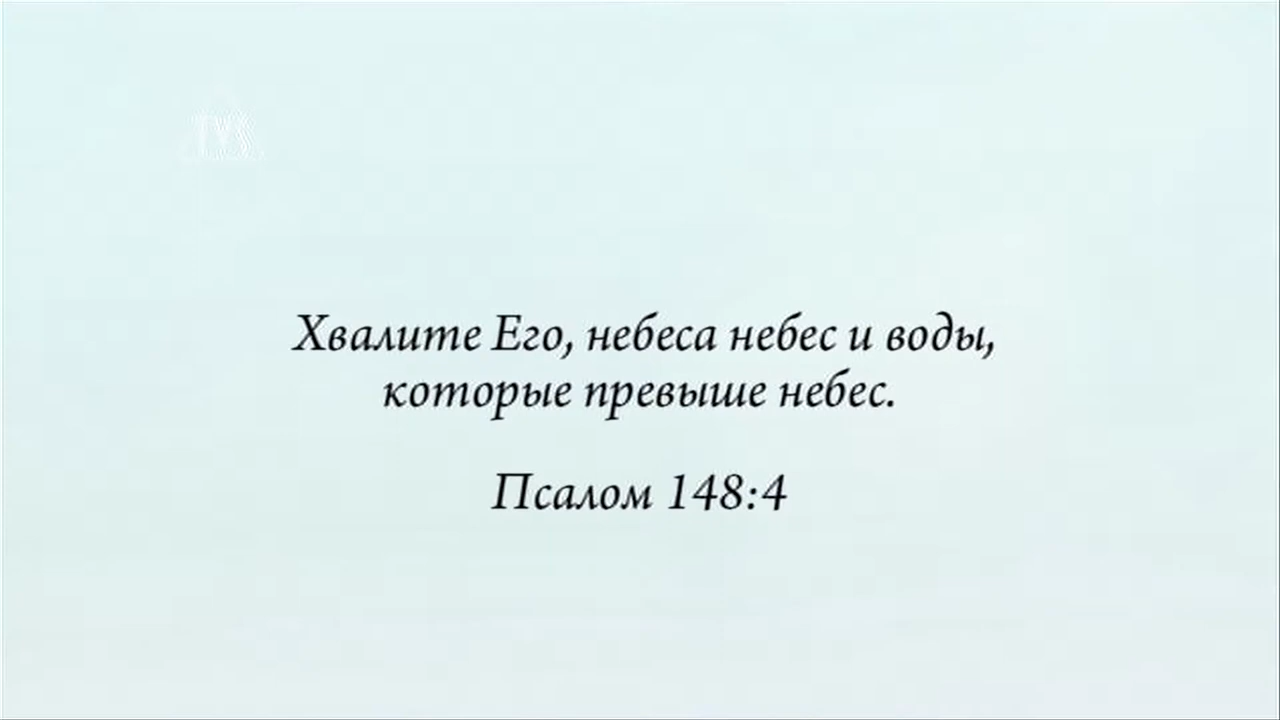 Хвалите Его, небеса небес и воды,
которые превыше небес.
Псалом 148:4